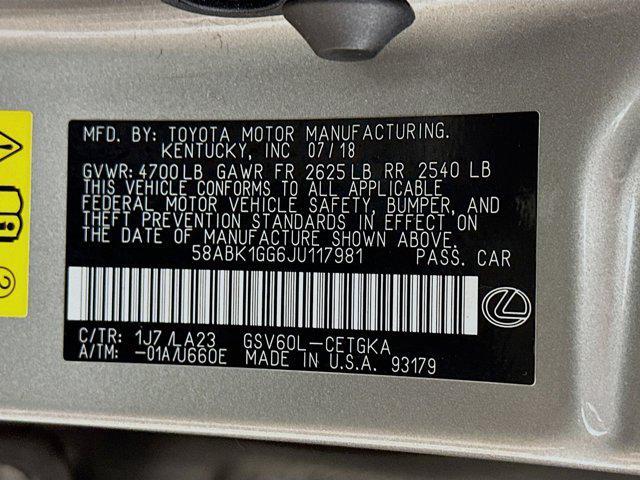 MFD. BY: TOYOTA MOTOR MANUFACTURING.
KENTUCKY, INC 07/18
GVWR: 4700LB GAWR FR 2625LB RR 2540 LB
THIS VEHICLE CONFORMS TO ALL APPLICABLE
FEDERAL MOTOR VEHICLE SAFETY, BUMPER, AND
THEFT PREVENTION STANDARDS IN EFFECT ON
THE DATE OF MANUFACTURE SHOWN ABOVE.
58ABK1GG6JU117981 PASS. CAR
C/TR: 1J7 /LA23 GSV60L-CETGKA
A/TM: -01A/U660E MADE IN U.S.A. 93179
2